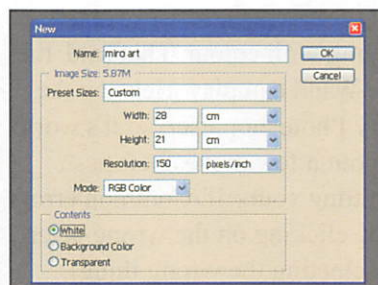 New
Name: miro art
OK
Image Size: 5.87M
Cancel
Preset Sizes: Custom
Width: 28 cm
Height: 21 cm
Resolution: 150 pixels/inch
Mode: RGB Color
Contents
White
Background Color
Transparent